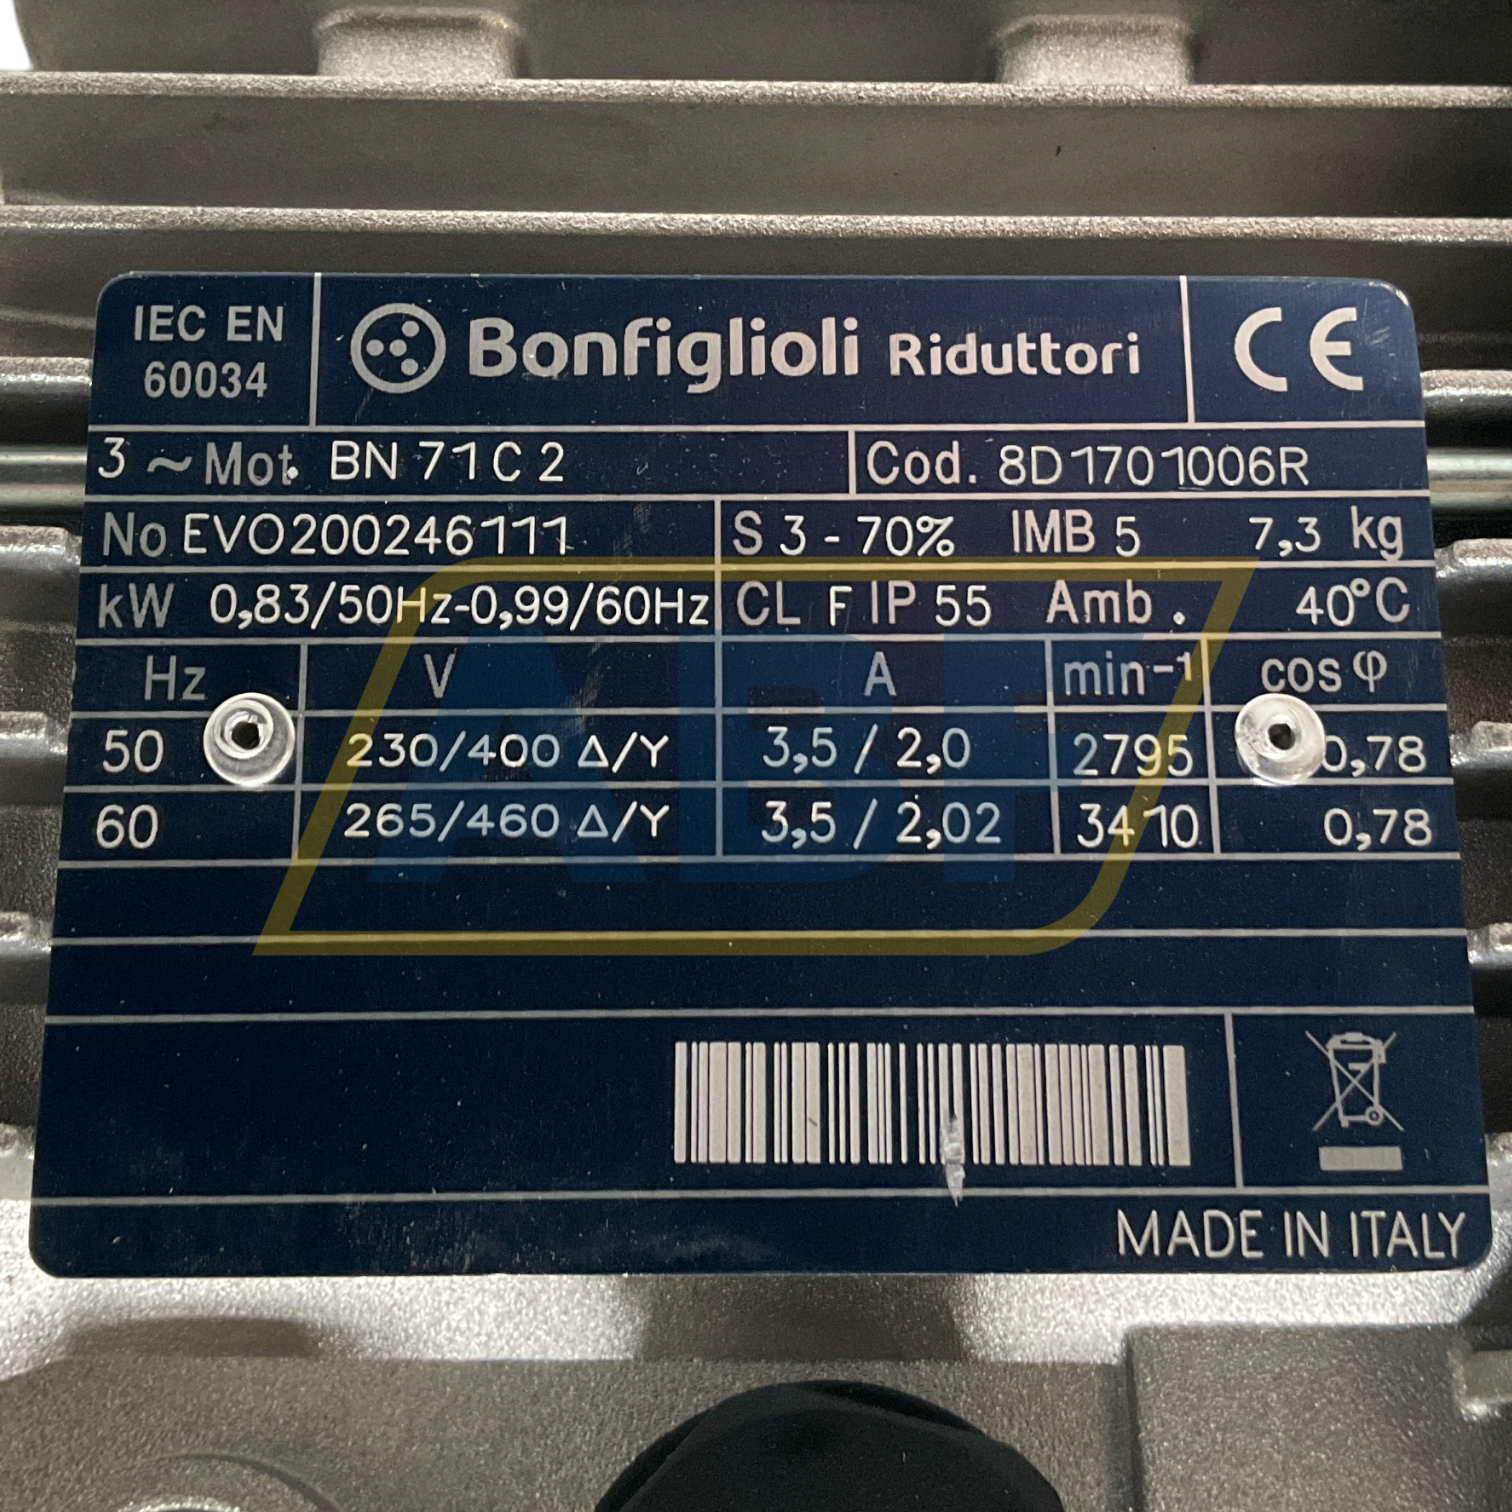 IEC EN
60034
Bonfiglioli Riduttori
CE
3 ~ Mot. BN 71 C 2
Cod. 8D1701006R
No EVO200246111
S 3 - 70% IMB 5 7,3 kg
kW 0,83/50Hz-0,99/60Hz
CL F IP 55 Amb. 40°C
Hz V A min⁻¹ cos φ
50 230/400 Δ/Y 3,5 / 2,0 2795 0,78
60 265/460 Δ/Y 3,5 / 2,02 3410 0,78
ABF
MADE IN ITALY